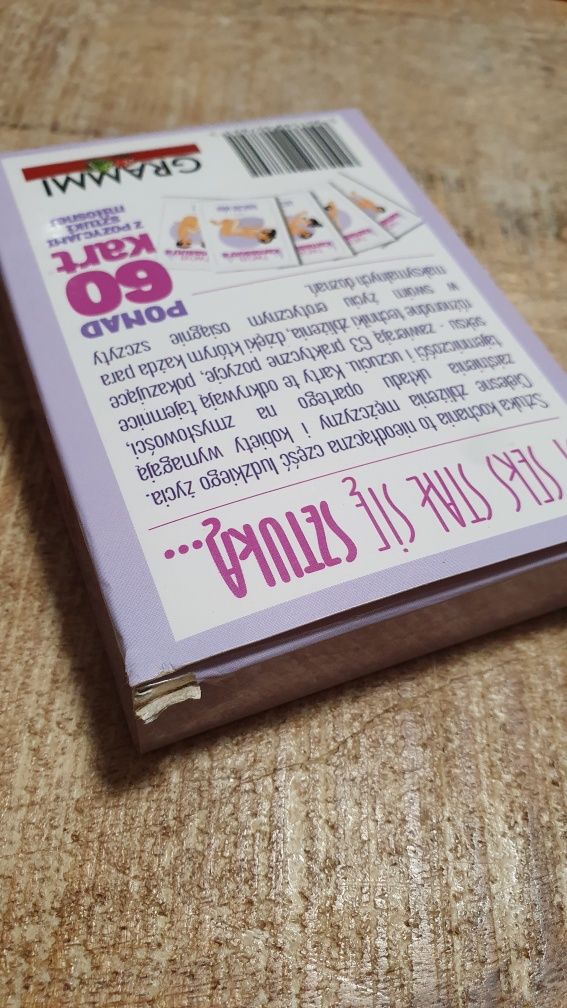 SEKS STAŁ SIĘ SZTUKĄ...
Sztuka kochania to nieodłączna część ludzkiego życia.
Cielesne zbliżenia mężczyzny i kobiety wymagają
zaistnienia układu opartego na zmysłowości,
tajemniczości i uczuciu. Karty te odkrywają tajemnice
seksu - zawierają 63 praktyczne pozycje, pokazujące
różnorodne techniki zbliżenia, dzięki którym każda para
w swoim życiu erotycznym osiągnie szczyty
maksymalnych doznań.
PONAD
60
kart
Z POZYCJAMI
SZTUKI
miłosnej
GRAMMI